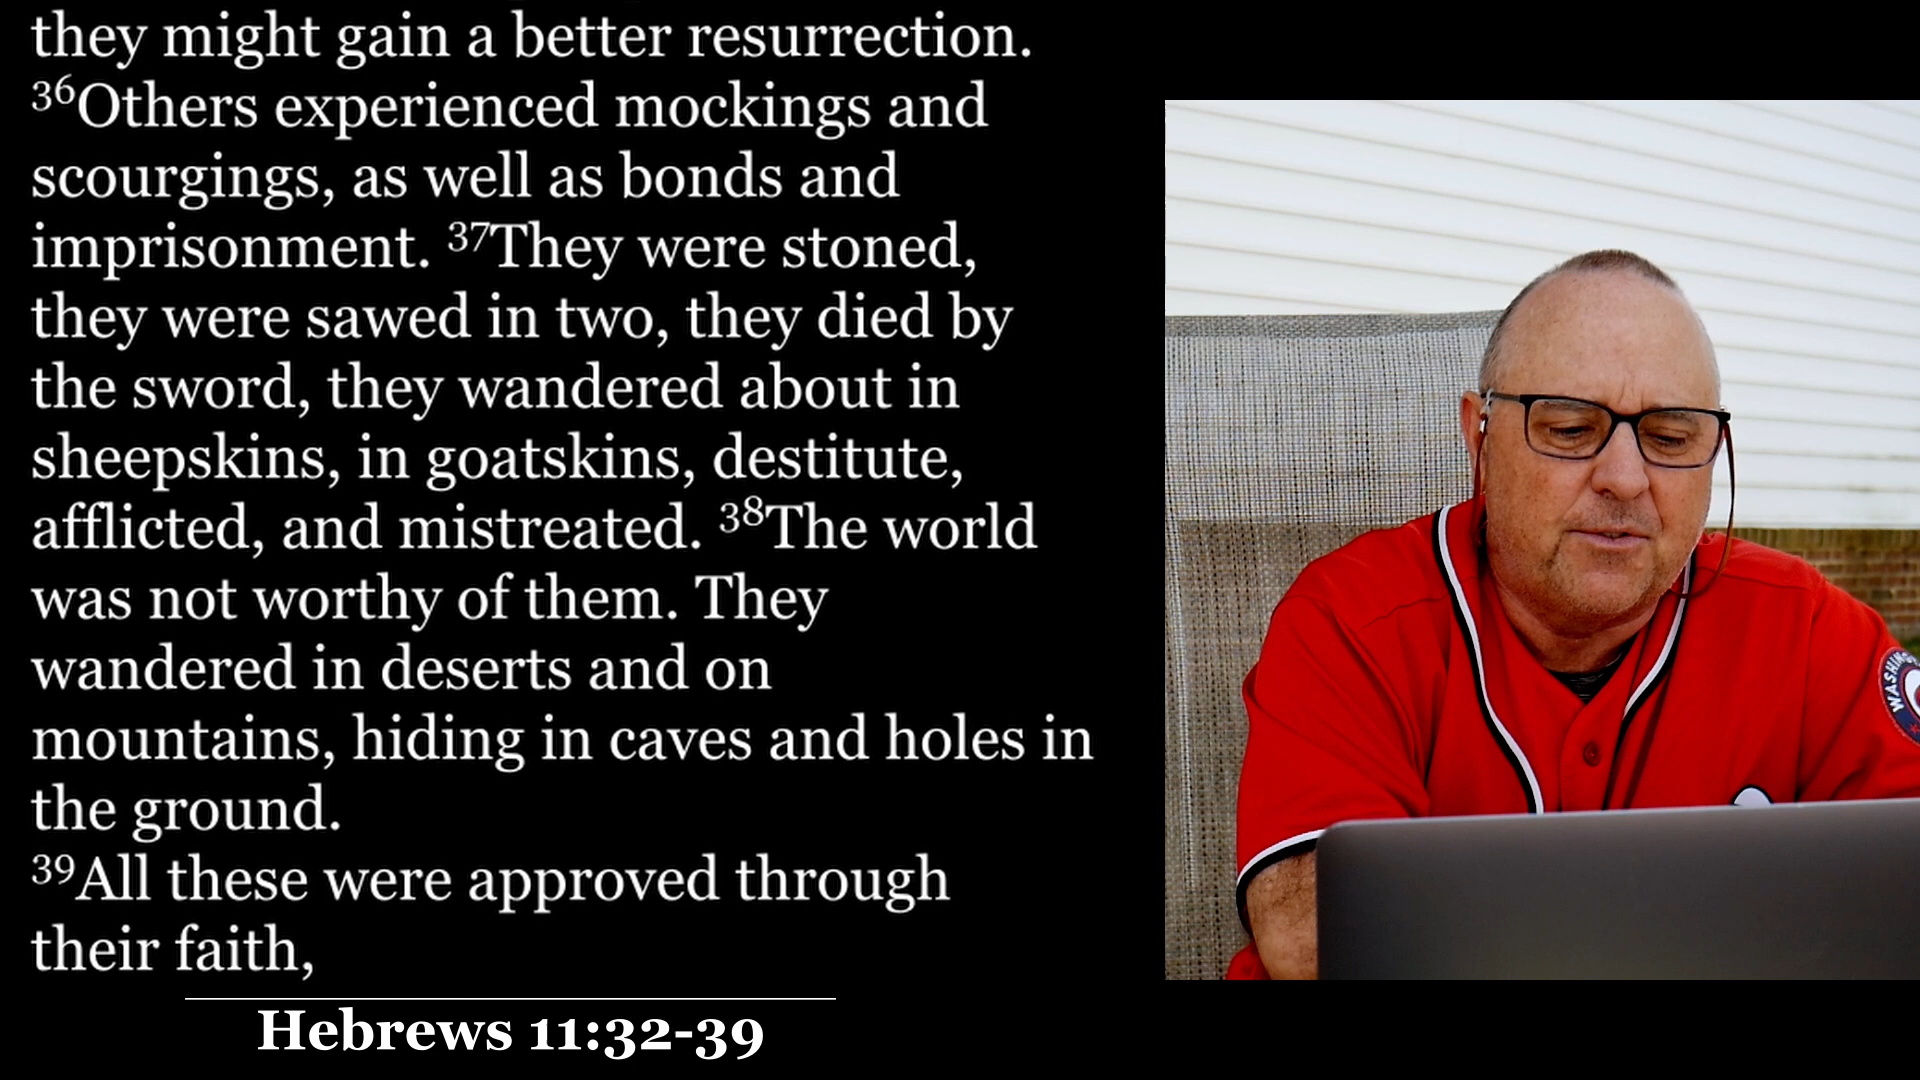 they might gain a better resurrection.
³⁶Others experienced mockings and
scourgings, as well as bonds and
imprisonment. ³⁷They were stoned,
they were sawed in two, they died by
the sword, they wandered about in
sheepskins, in goatskins, destitute,
afflicted, and mistreated. ³⁸The world
was not worthy of them. They
wandered in deserts and on
mountains, hiding in caves and holes in
the ground.
³⁹All these were approved through
their faith,
Hebrews 11:32-39